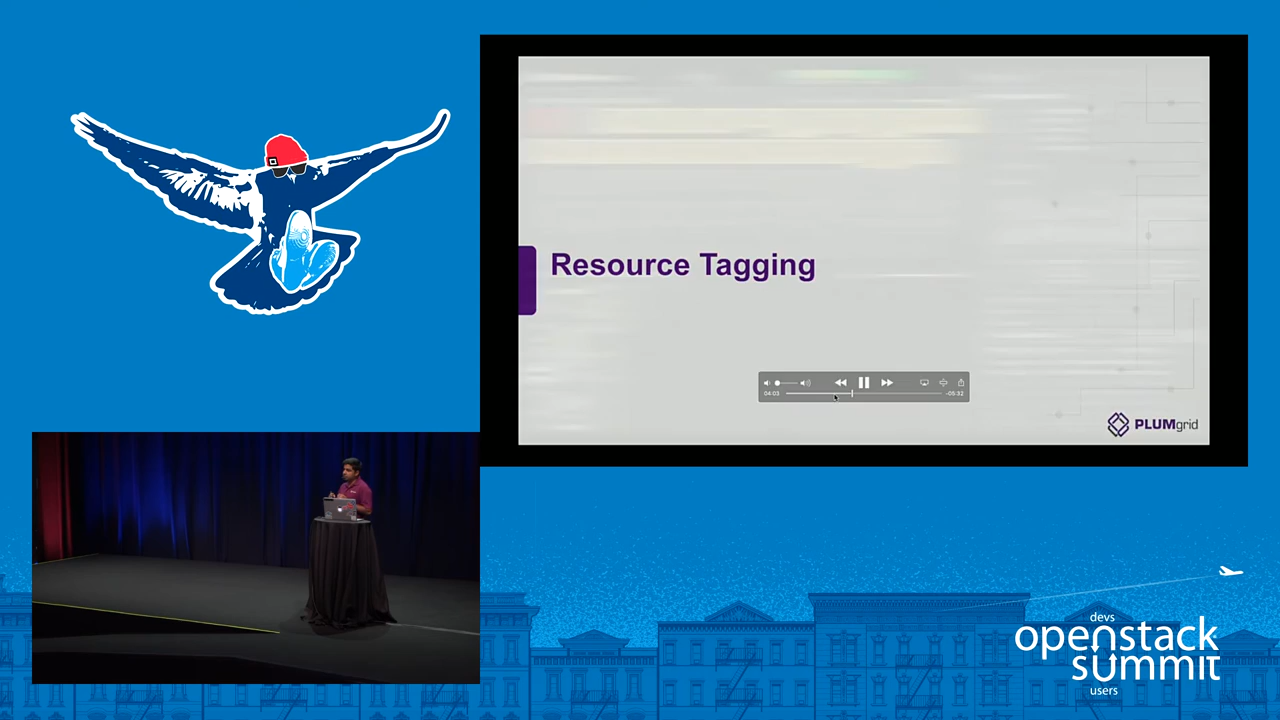 Resource Tagging
04:03
-05:32
PLUMgrid
devs
openstack
summit
users